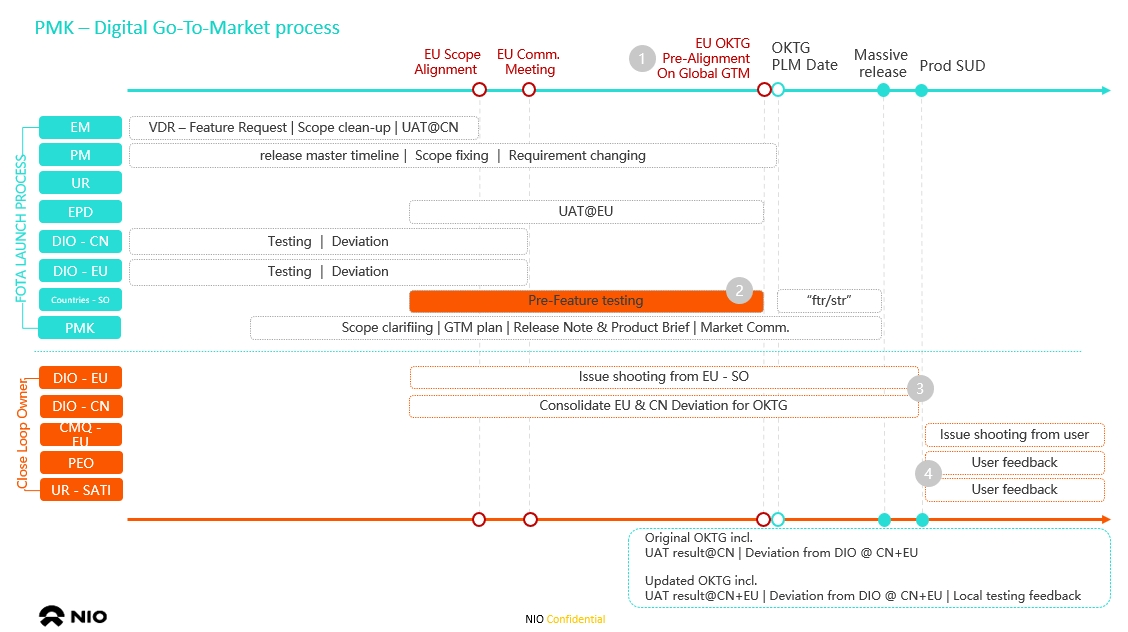 PMK – Digital Go-To-Market process
EU Scope
Alignment
EU Comm.
Meeting
1
EU OKTG
Pre-Alignment
On Global GTM
OKTG
PLM Date
Massive
release
Prod SUD
FOTA LAUNCH PROCESS
EM
VDR – Feature Request | Scope clean-up | UAT@CN
PM
release master timeline | Scope fixing | Requirement changing
UR
EPD
UAT@EU
DIO - CN
Testing | Deviation
DIO - EU
Testing | Deviation
Countries - SO
Pre-Feature testing
2
“ftr/str”
PMK
Scope clarifiing | GTM plan | Release Note & Product Brief | Market Comm.
Close Loop Owner
DIO - EU
Issue shooting from EU - SO
3
DIO - CN
Consolidate EU & CN Deviation for OKTG
CMQ -
EU
Issue shooting from user
PEO
User feedback
4
UR - SATI
User feedback
Original OKTG incl.
UAT result@CN | Deviation from DIO @ CN+EU
Updated OKTG incl.
UAT result@CN+EU | Deviation from DIO @ CN+EU | Local testing feedback
NIO
NIO Confidential